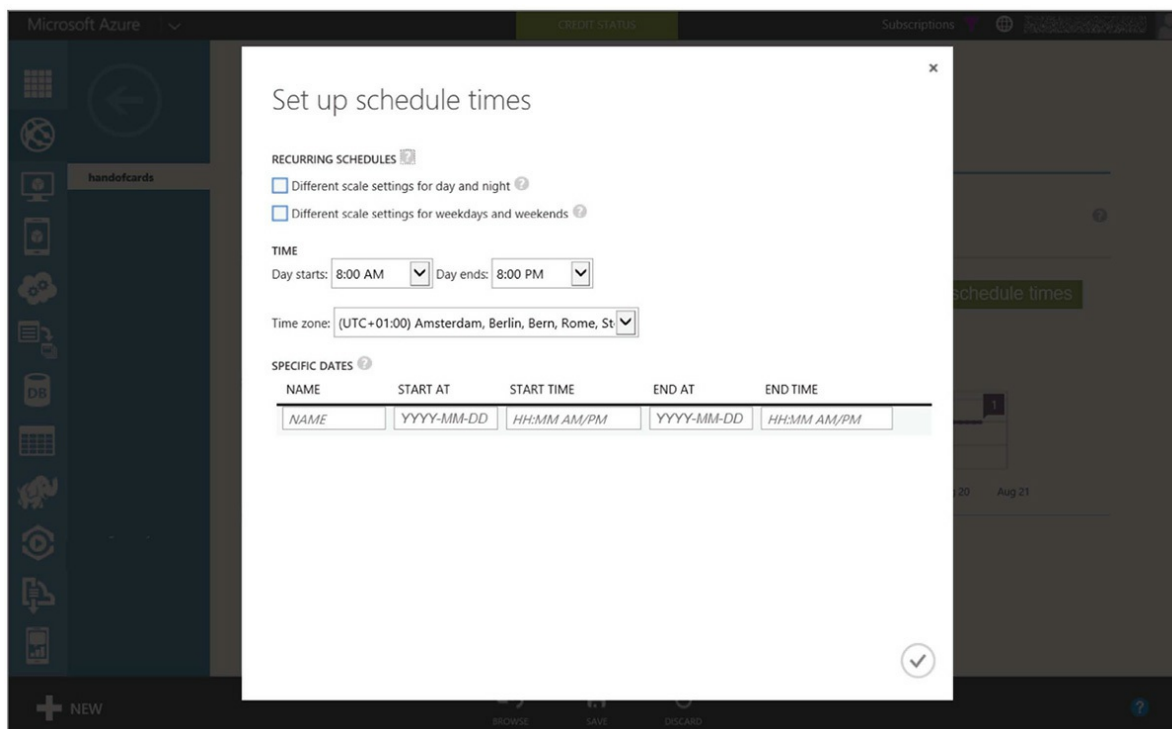 Microsoft Azure
CREDIT STATUS
Subscriptions
Set up schedule times
RECURRING SCHEDULES ?
Different scale settings for day and night ?
Different scale settings for weekdays and weekends ?
handofcards
TIME
Day starts: 8:00 AM Day ends: 8:00 PM
schedule times
Time zone: (UTC+01:00) Amsterdam, Berlin, Bern, Rome, St
SPECIFIC DATES ?
NAME START AT START TIME END AT END TIME
NAME YYYY-MM-DD HH:MM AM/PM YYYY-MM-DD HH:MM AM/PM
DB
1
20 Aug 21
NEW
BROWSE SAVE DISCARD
?